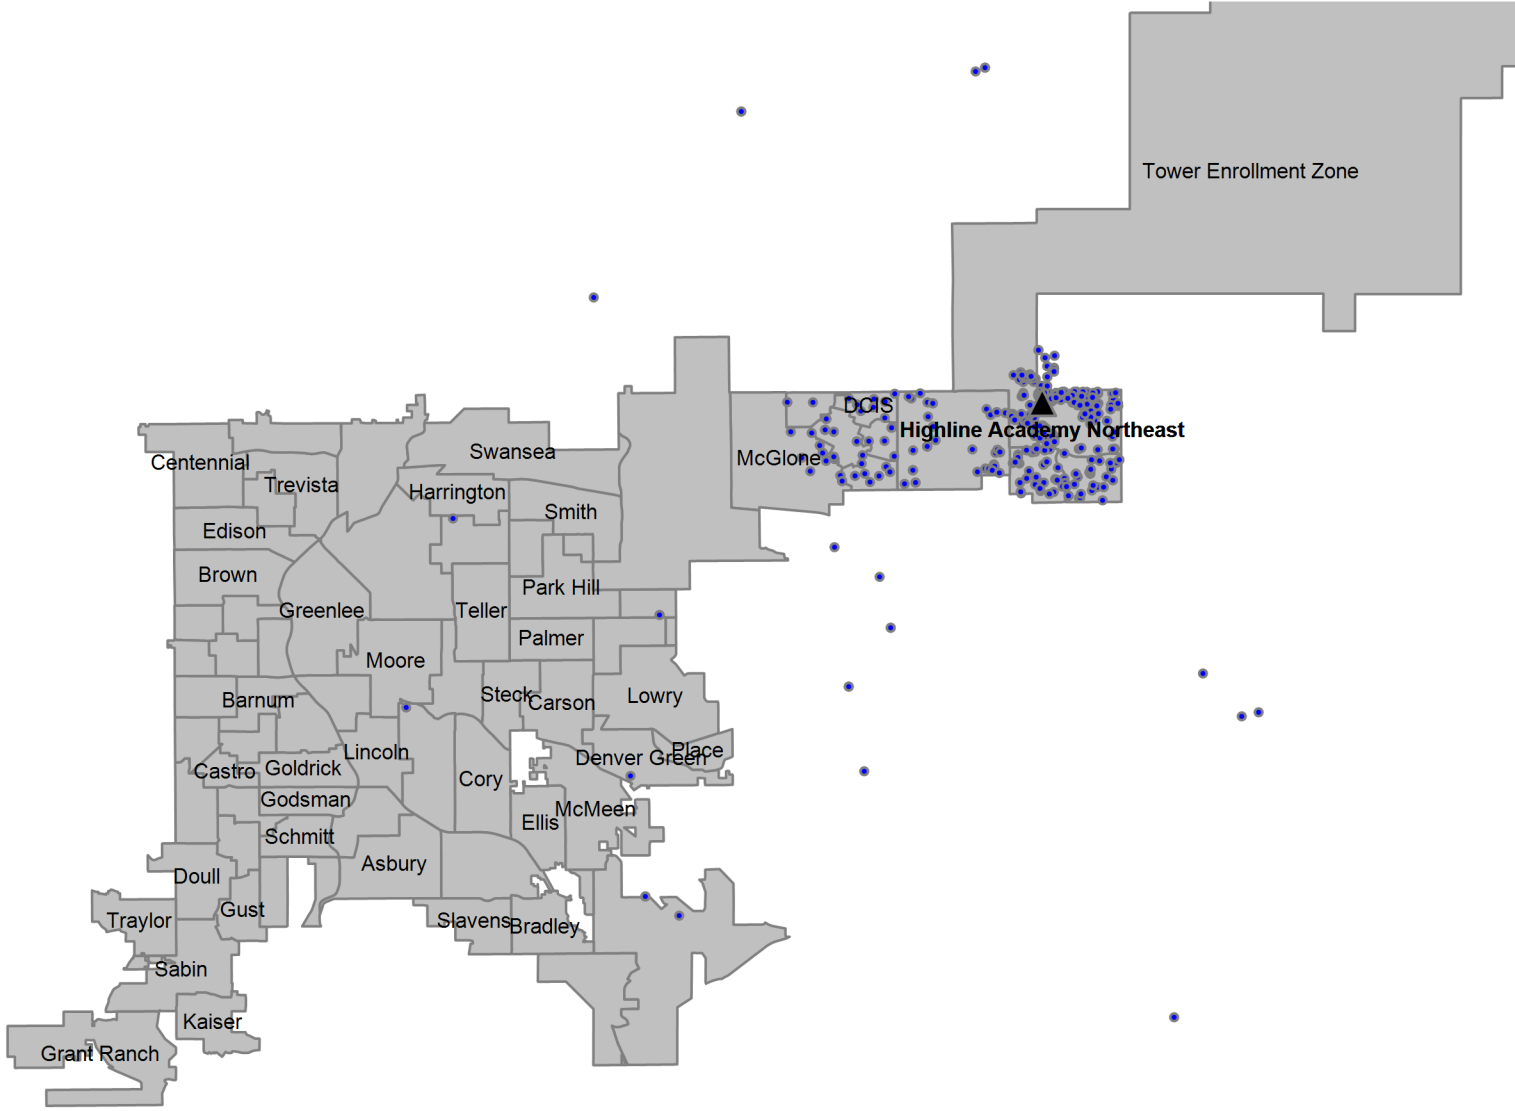 Tower Enrollment Zone
DCIS
Highline Academy Northeast
Swansea
McGlone
Centennial
Trevista
Harrington
Smith
Edison
Brown
Park Hill
Greenlee
Teller
Palmer
Moore
Steck
Carson
Lowry
Barnum
Lincoln
Place
Denver Green
Castro
Goldrick
Cory
Godsman
McMeen
Ellis
Schmitt
Asbury
Doull
Gust
Traylor
Slavens
Bradley
Sabin
Kaiser
Grant Ranch